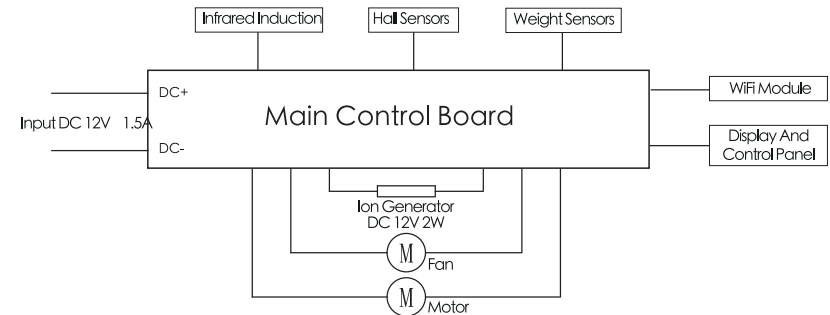 Infrared Induction
Hall Sensors
Weight Sensors
DC+
WiFi Module
Input DC 12V 1.5A
Main Control Board
Display And
Control Panel
DC-
Ion Generator
DC 12V 2W
M
Fan
M
Motor